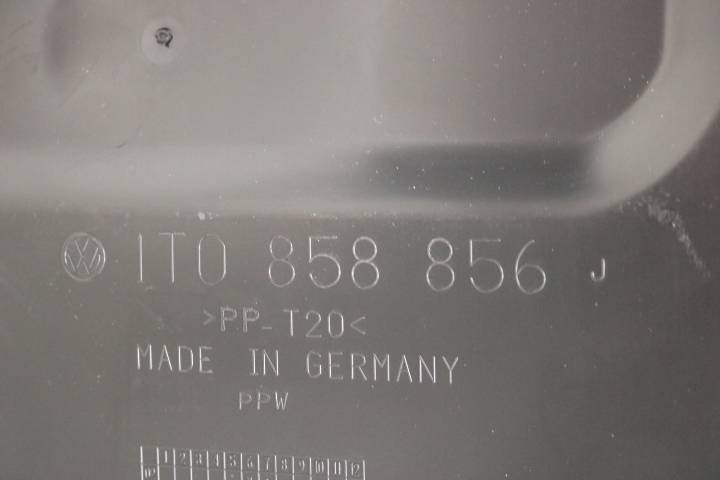 1T0 858 856 J
>PP-T20<
MADE IN GERMANY
PPW
1 2 3 4 5 6 7 8 9 10 11 12